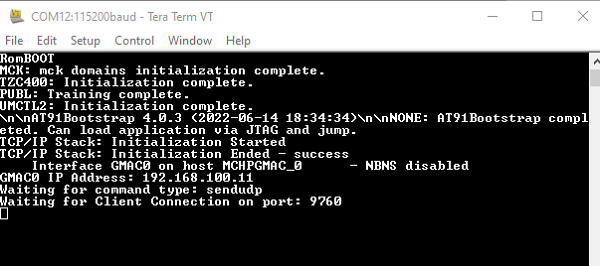 COM12:115200baud - Tera Term VT
File Edit Setup Control Window Help
RomBOOT
MCK: mck domains initialization complete.
TZC400: Initialization complete.
PUBL: Training complete.
UMCTL2: Initialization complete.
\n\nAT91Bootstrap 4.0.3 (2022-06-14 18:34:34)\n\nNONE: AT91Bootstrap compl
eted. Can load application via JTAG and jump.
TCP/IP Stack: Initialization Started
TCP/IP Stack: Initialization Ended - success
    Interface GMAC0 on host MCHPGMAC_0      - NBNS disabled
GMAC0 IP Address: 192.168.100.11
Waiting for command type: sendudp
Waiting for Client Connection on port: 9760